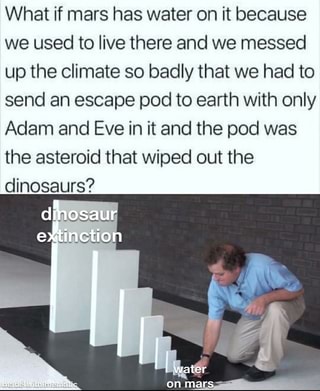 What if mars has water on it because
we used to live there and we messed
up the climate so badly that we had to
send an escape pod to earth with only
Adam and Eve in it and the pod was
the asteroid that wiped out the
dinosaurs?
dinosaur
extinction
water
on mars